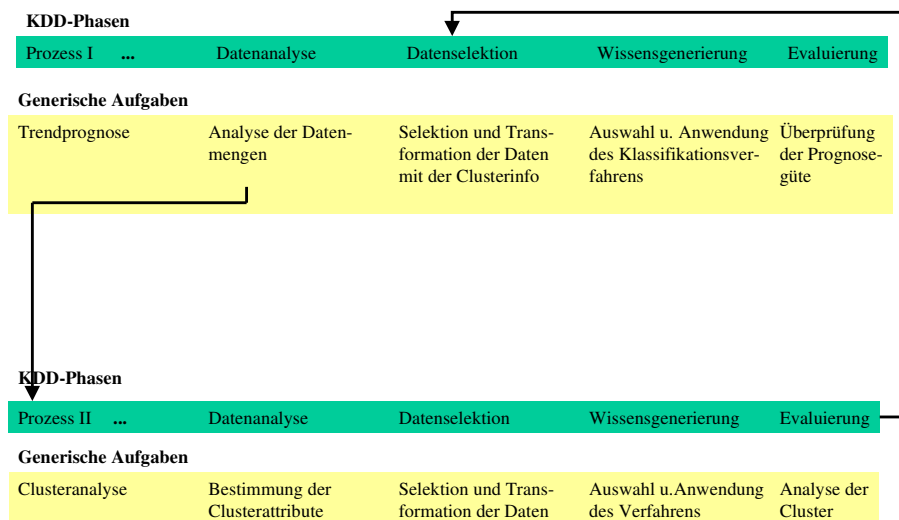 KDD-Phasen
Prozess I ... Datenanalyse Datenselektion Wissensgenerierung Evaluierung
Generische Aufgaben
Trendprognose Analyse der Daten- Selektion und Trans- Auswahl u. Anwendung Überprüfung
mengen formation der Daten des Klassifikationsver- der Prognose-
mit der Clusterinfo fahrens güte
KDD-Phasen
Prozess II ... Datenanalyse Datenselektion Wissensgenerierung Evaluierung
Generische Aufgaben
Clusteranalyse Bestimmung der Selektion und Trans- Auswahl u.Anwendung Analyse der
Clusterattribute formation der Daten des Verfahrens Cluster